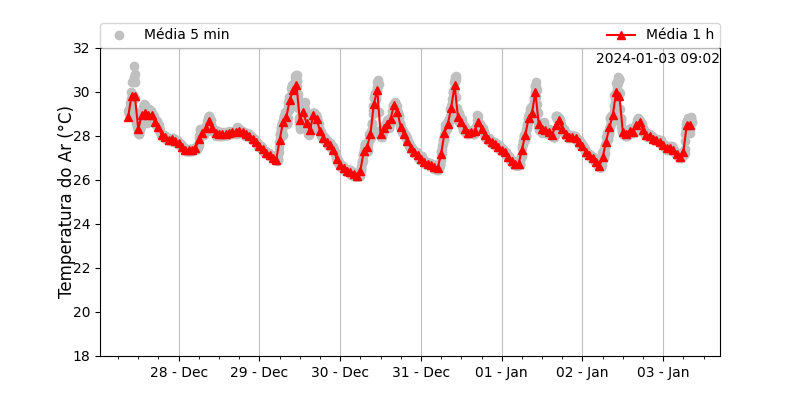 Média 5 min
Média 1 h
2024-01-03 09:02
Temperatura do Ar (°C)
32
30
28
26
24
22
20
18
28 - Dec
29 - Dec
30 - Dec
31 - Dec
01 - Jan
02 - Jan
03 - Jan